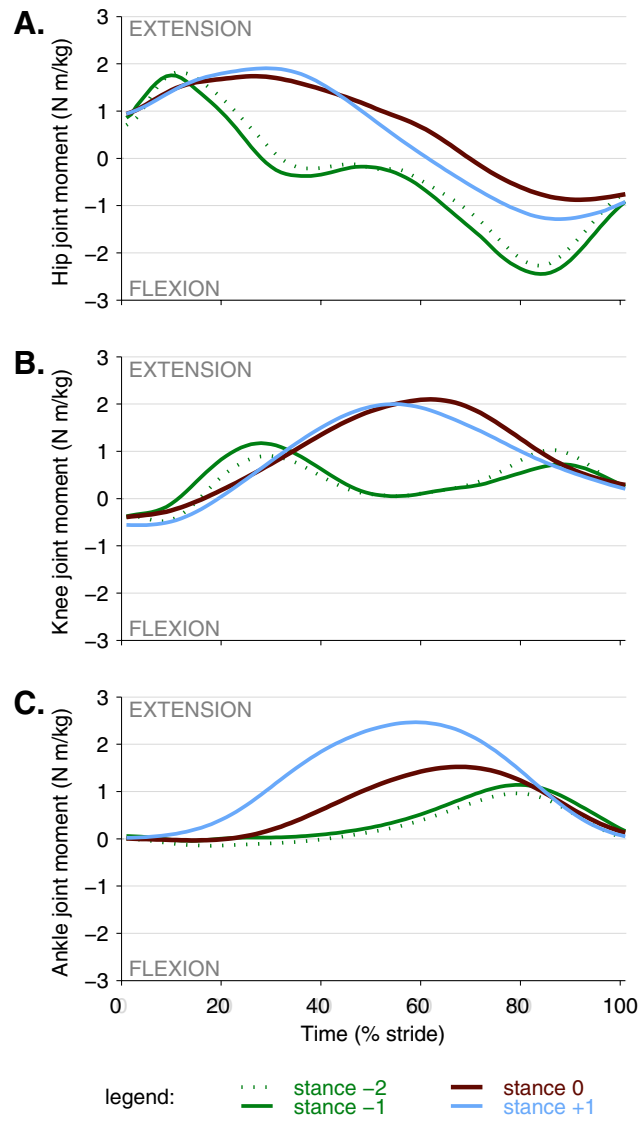 A.
EXTENSION
Hip joint moment (N m/kg)
3
2
1
0
−1
−2
−3
FLEXION
B.
EXTENSION
Knee joint moment (N m/kg)
3
2
1
0
−1
−2
−3
FLEXION
C.
EXTENSION
Ankle joint moment (N m/kg)
3
2
1
0
−1
−2
−3
FLEXION
0 20 40 60 80 100
Time (% stride)
legend:
stance −2 stance 0
stance −1 stance +1